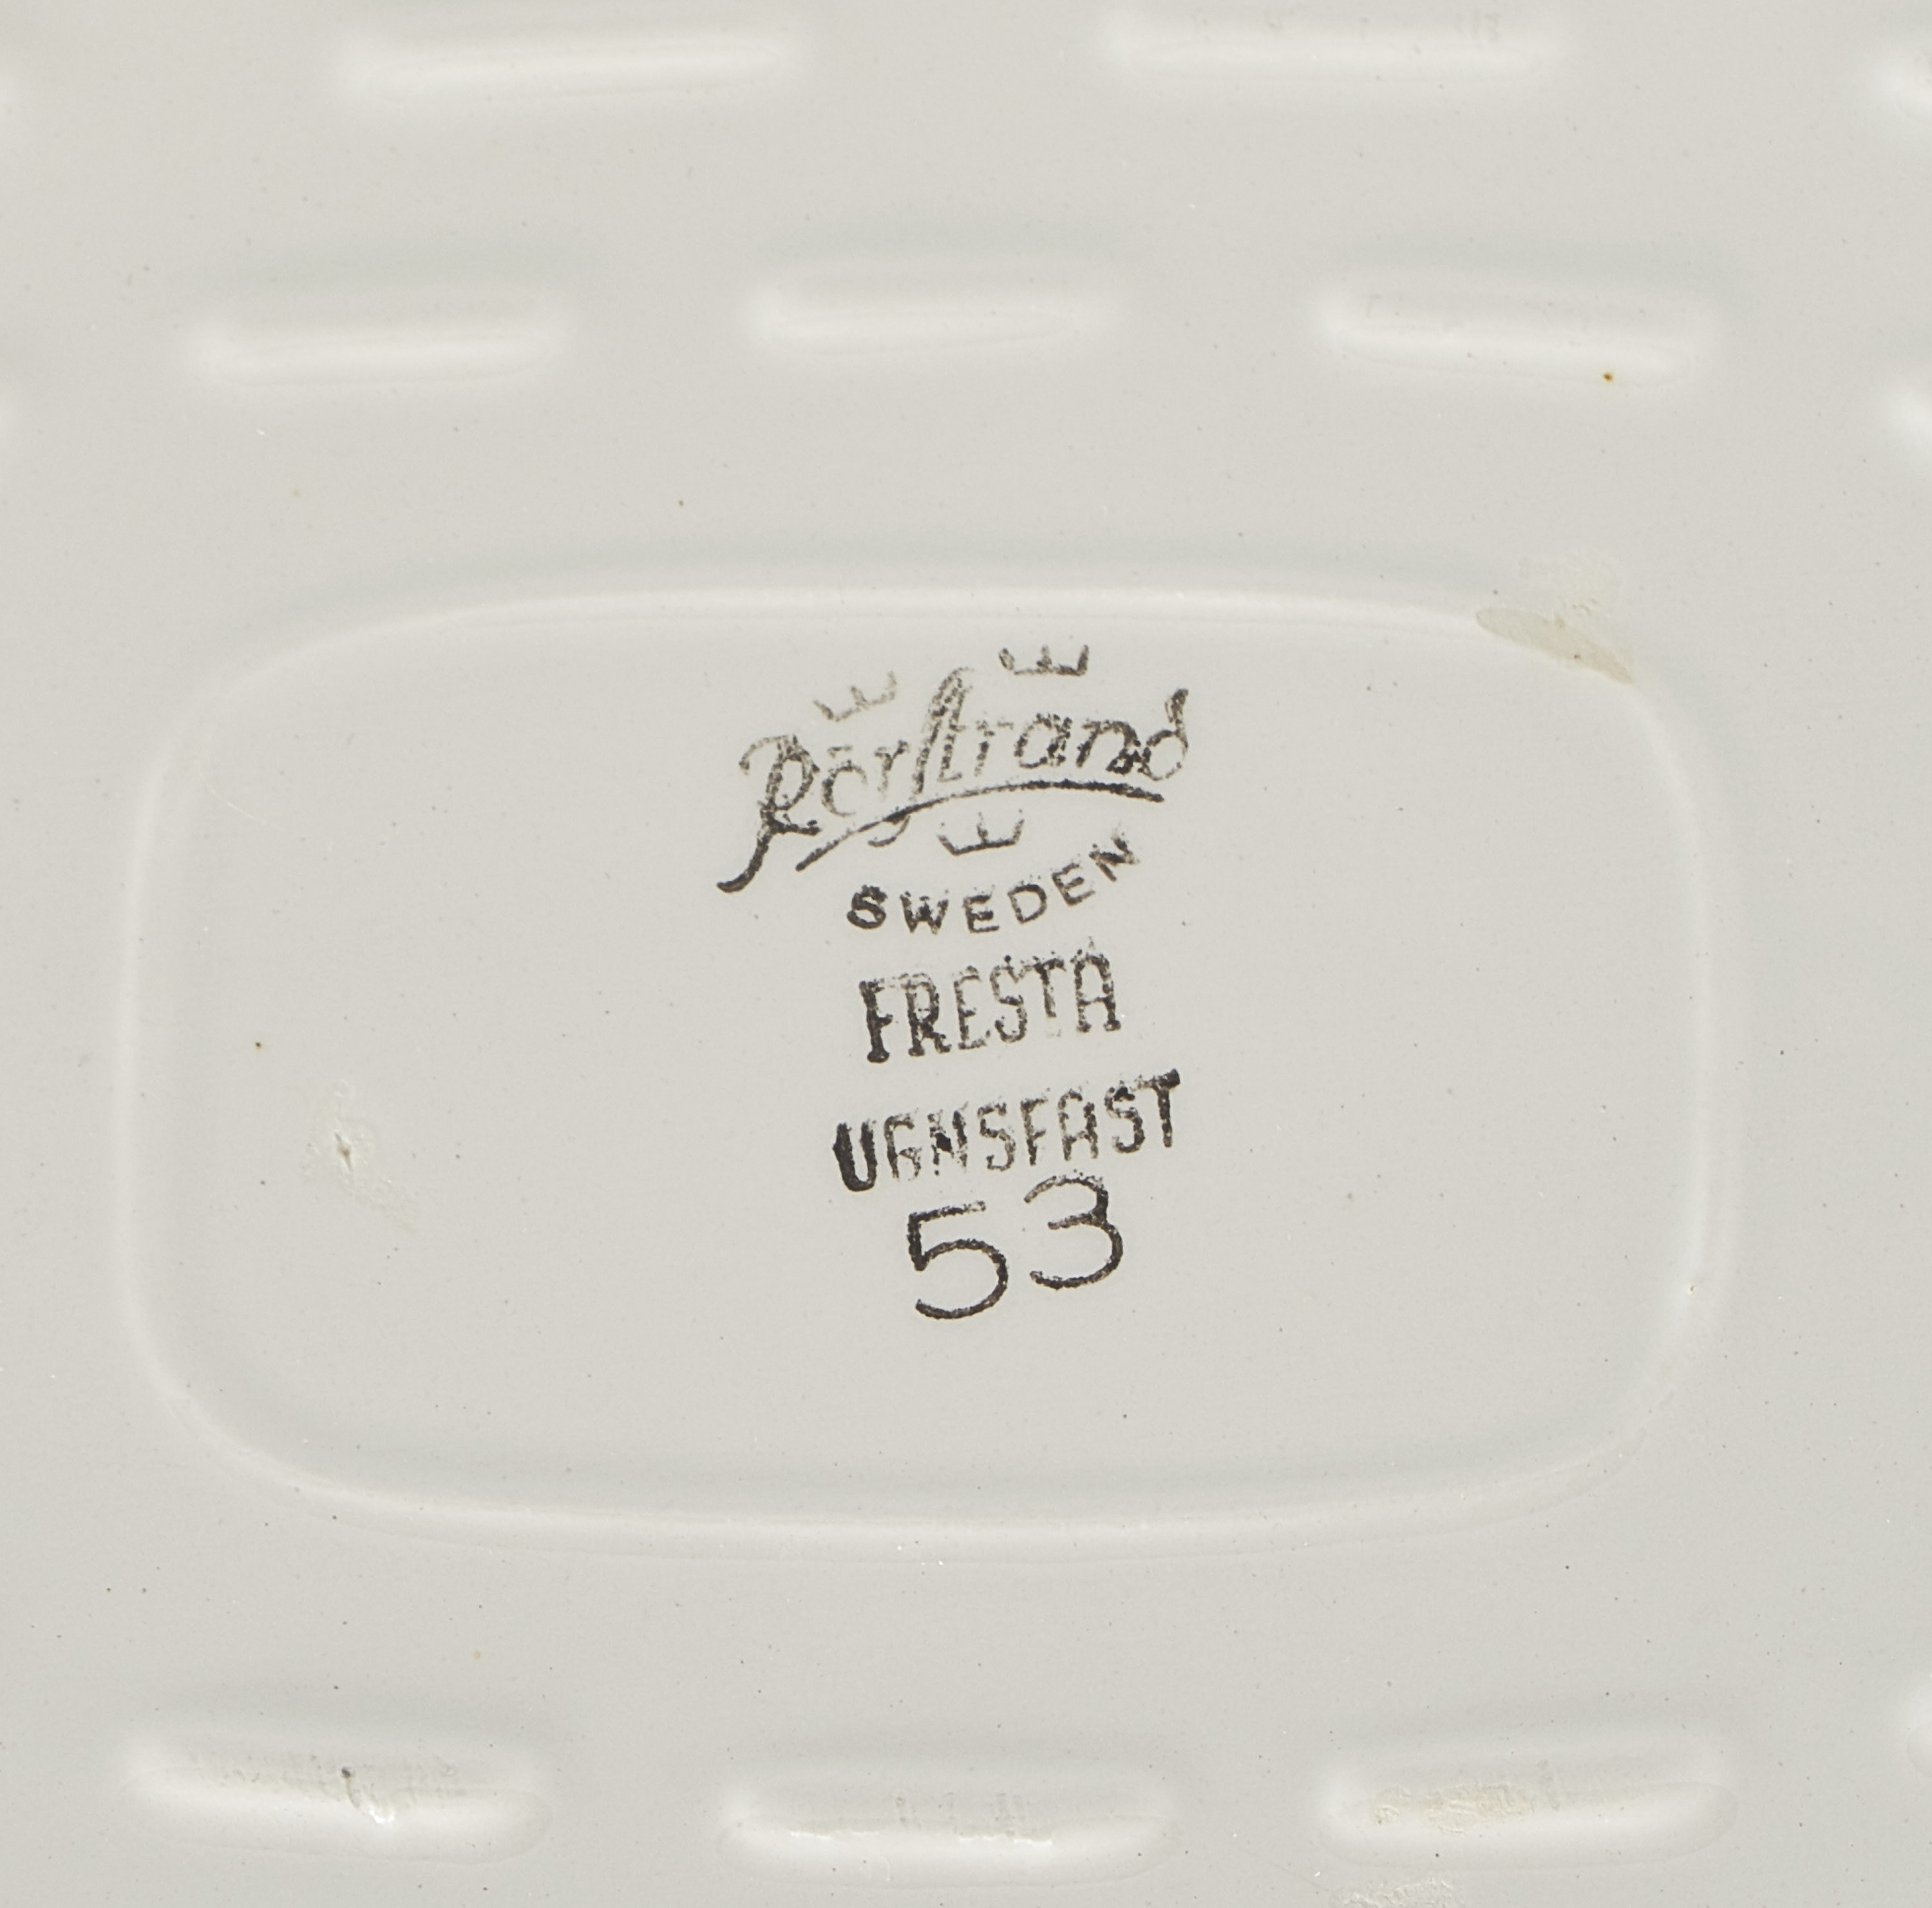 Rörstrand
SWEDEN
FRESTA
UGNSFAST
53